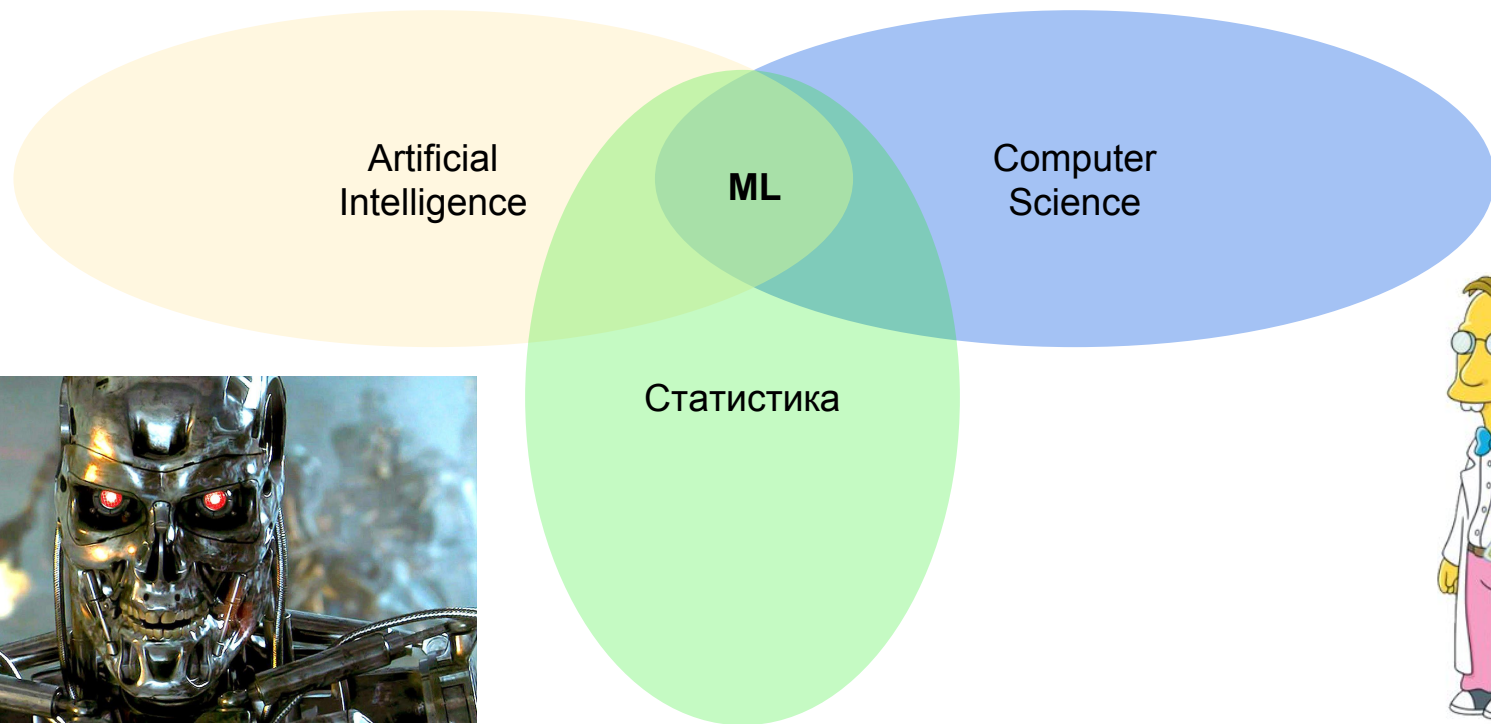 Artificial
Intelligence
ML
Computer
Science
Статистика